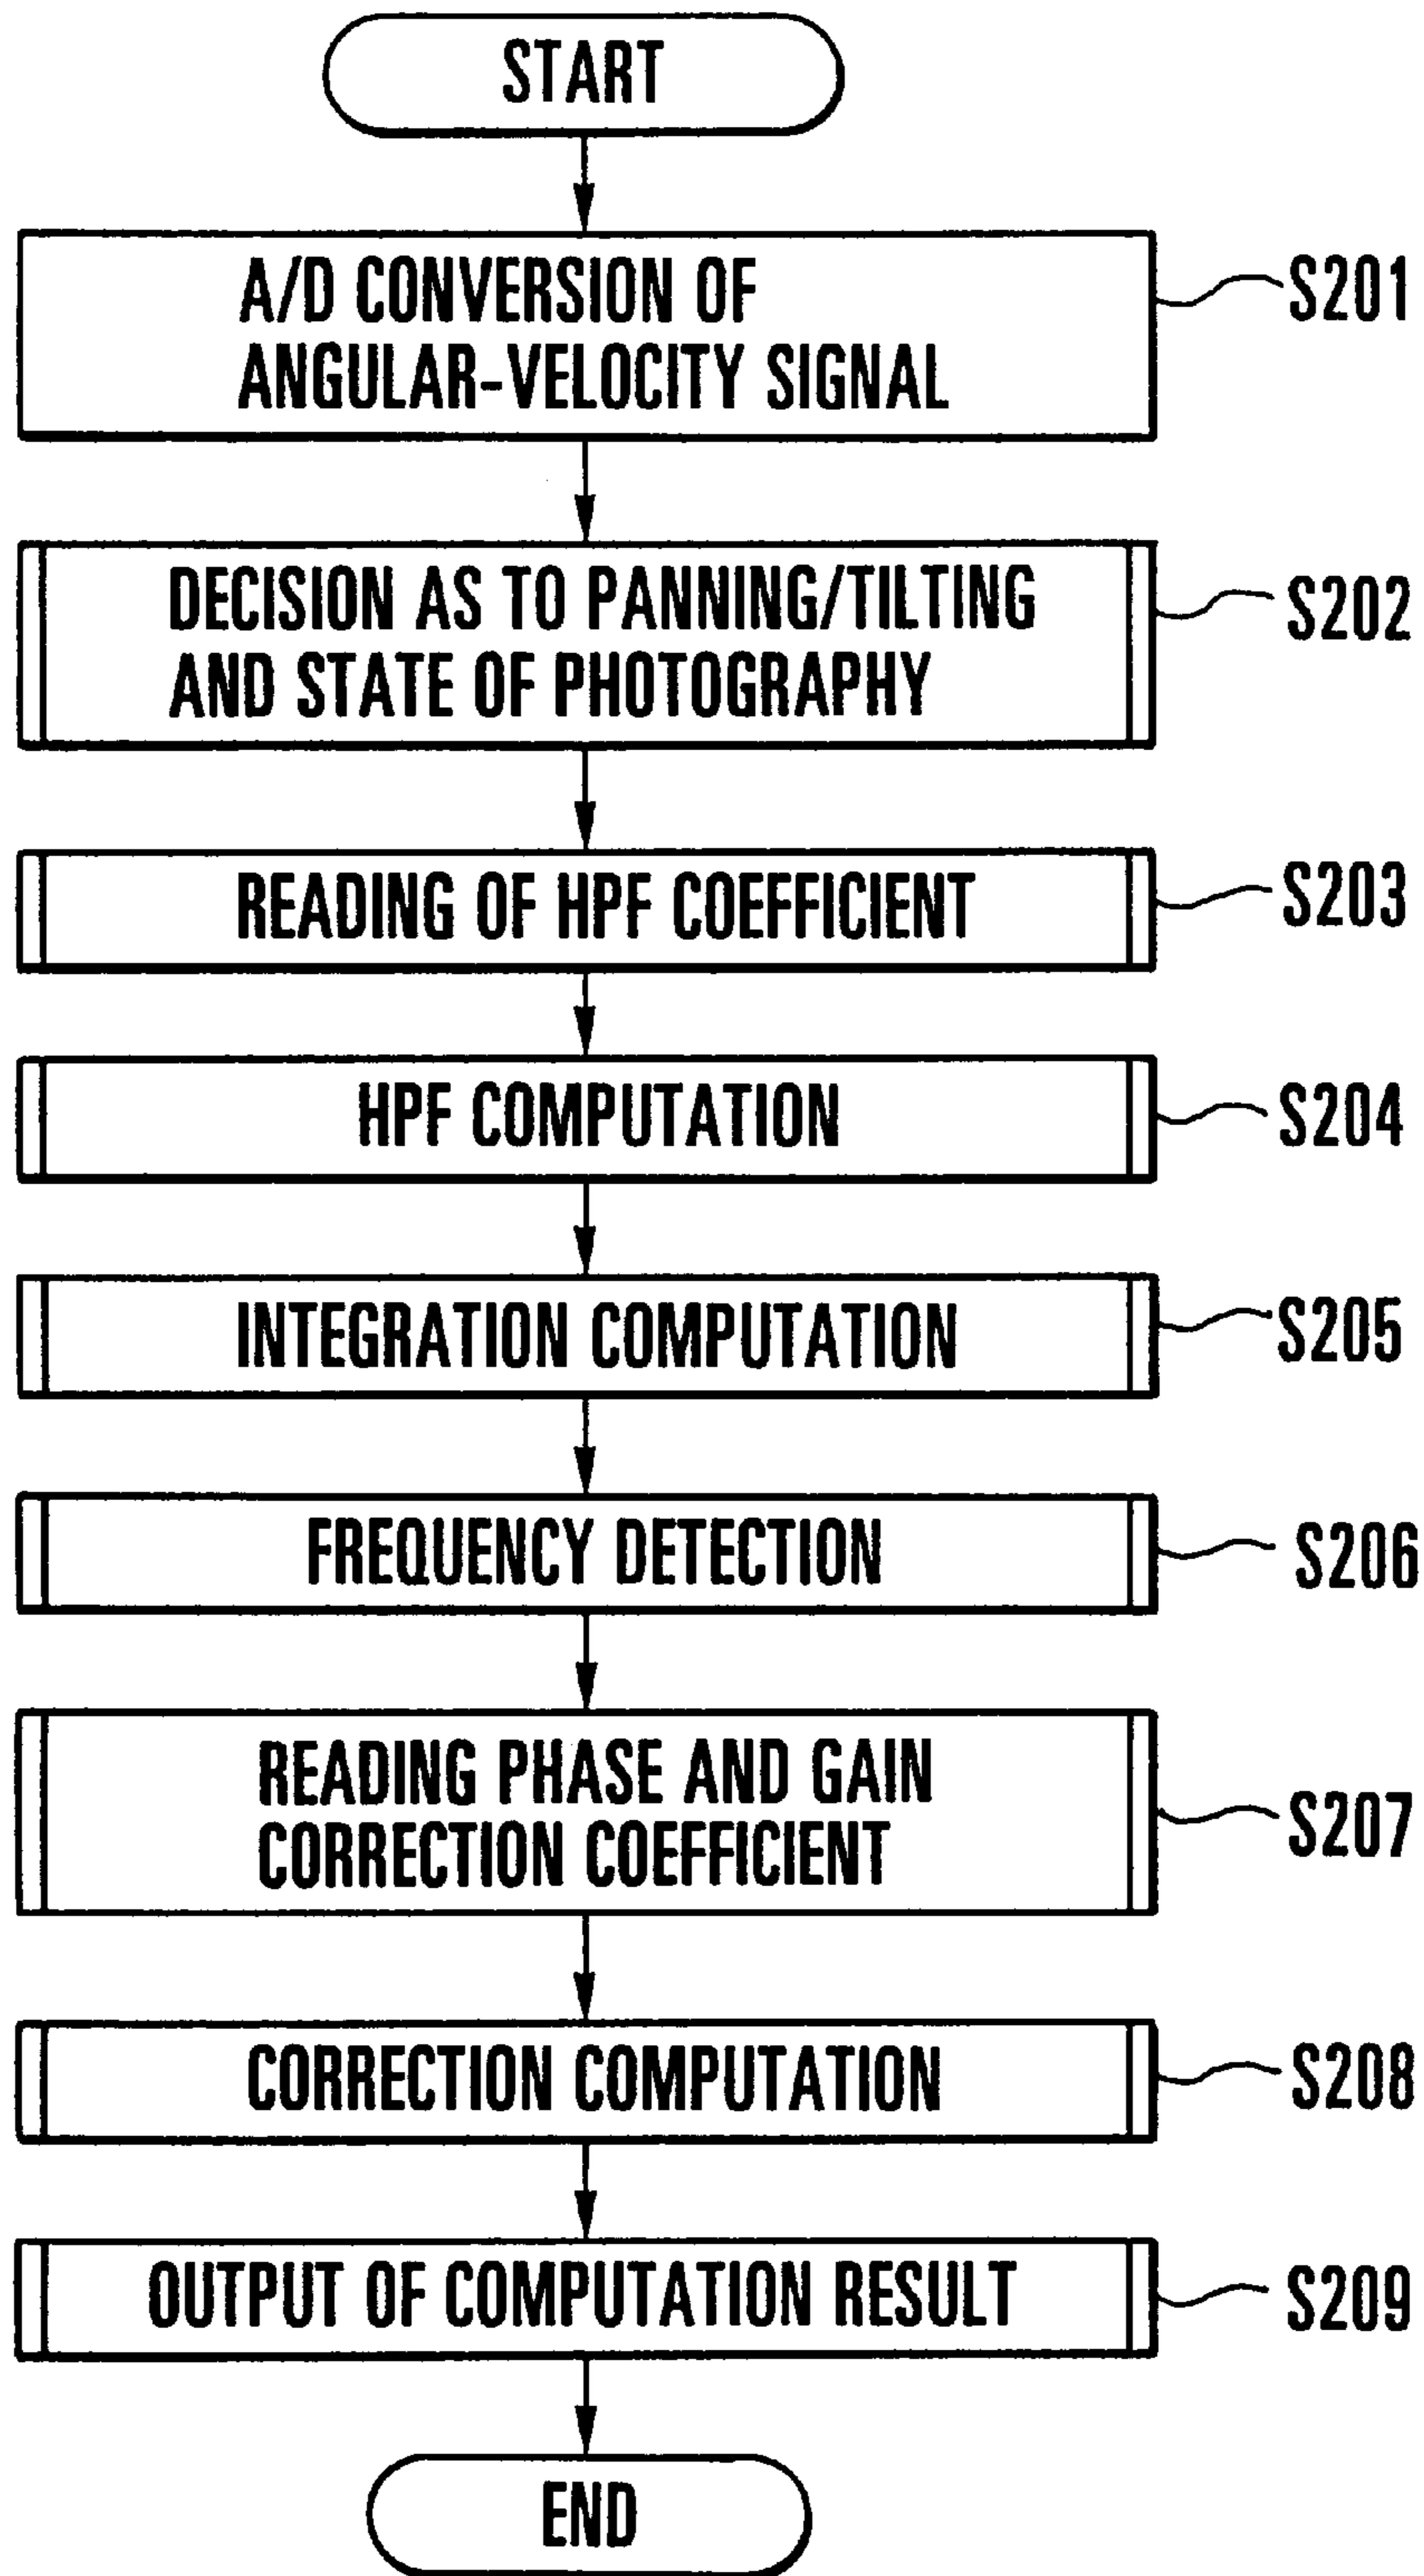 START
A/D CONVERSION OF
ANGULAR-VELOCITY SIGNAL
S201
DECISION AS TO PANNING/TILTING
AND STATE OF PHOTOGRAPHY
S202
READING OF HPF COEFFICIENT
S203
HPF COMPUTATION
S204
INTEGRATION COMPUTATION
S205
FREQUENCY DETECTION
S206
READING PHASE AND GAIN
CORRECTION COEFFICIENT
S207
CORRECTION COMPUTATION
S208
OUTPUT OF COMPUTATION RESULT
S209
END